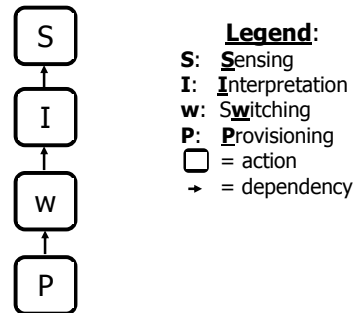 S
I
w
P
Legend:
S: Sensing
I: Interpretation
w: Switching
P: Provisioning
= action
= dependency